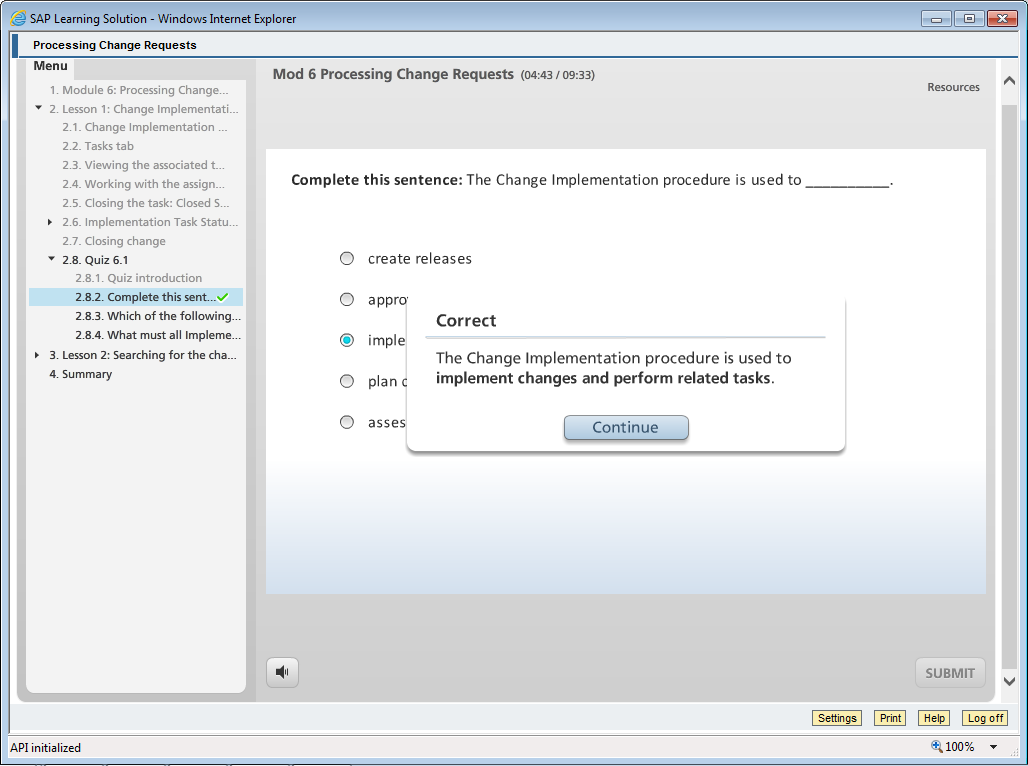 SAP Learning Solution - Windows Internet Explorer
Processing Change Requests
Menu
1. Module 6: Processing Change...
2. Lesson 1: Change Implementati...
2.1. Change Implementation ...
2.2. Tasks tab
2.3. Viewing the associated t...
2.4. Working with the assign...
2.5. Closing the task: Closed S...
2.6. Implementation Task Statu...
2.7. Closing change
2.8. Quiz 6.1
2.8.1. Quiz introduction
2.8.2. Complete this sent...
2.8.3. Which of the following...
2.8.4. What must all Impleme...
3. Lesson 2: Searching for the cha...
4. Summary
Mod 6 Processing Change Requests (04:43 / 09:33)
Resources
Complete this sentence: The Change Implementation procedure is used to __________.
create releases
appro
imple
plan c
asses
Correct
The Change Implementation procedure is used to
implement changes and perform related tasks.
Continue
SUBMIT
Settings Print Help Log off
API initialized
100%